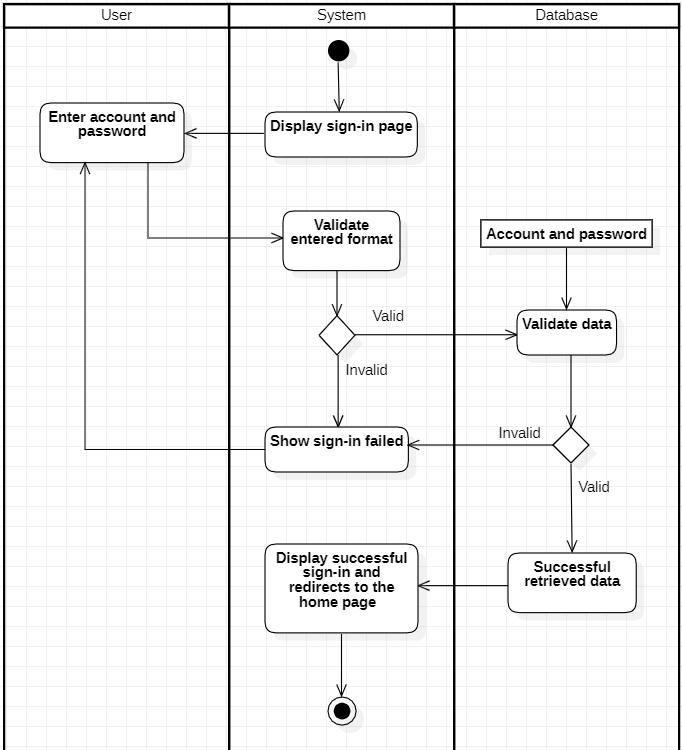 User
System
Database
Display sign-in page
Enter account and
password
Validate
entered format
Account and password
Valid
Validate data
Invalid
Invalid
Show sign-in failed
Valid
Display successful
sign-in and
redirects to the
home page
Successful
retrieved data